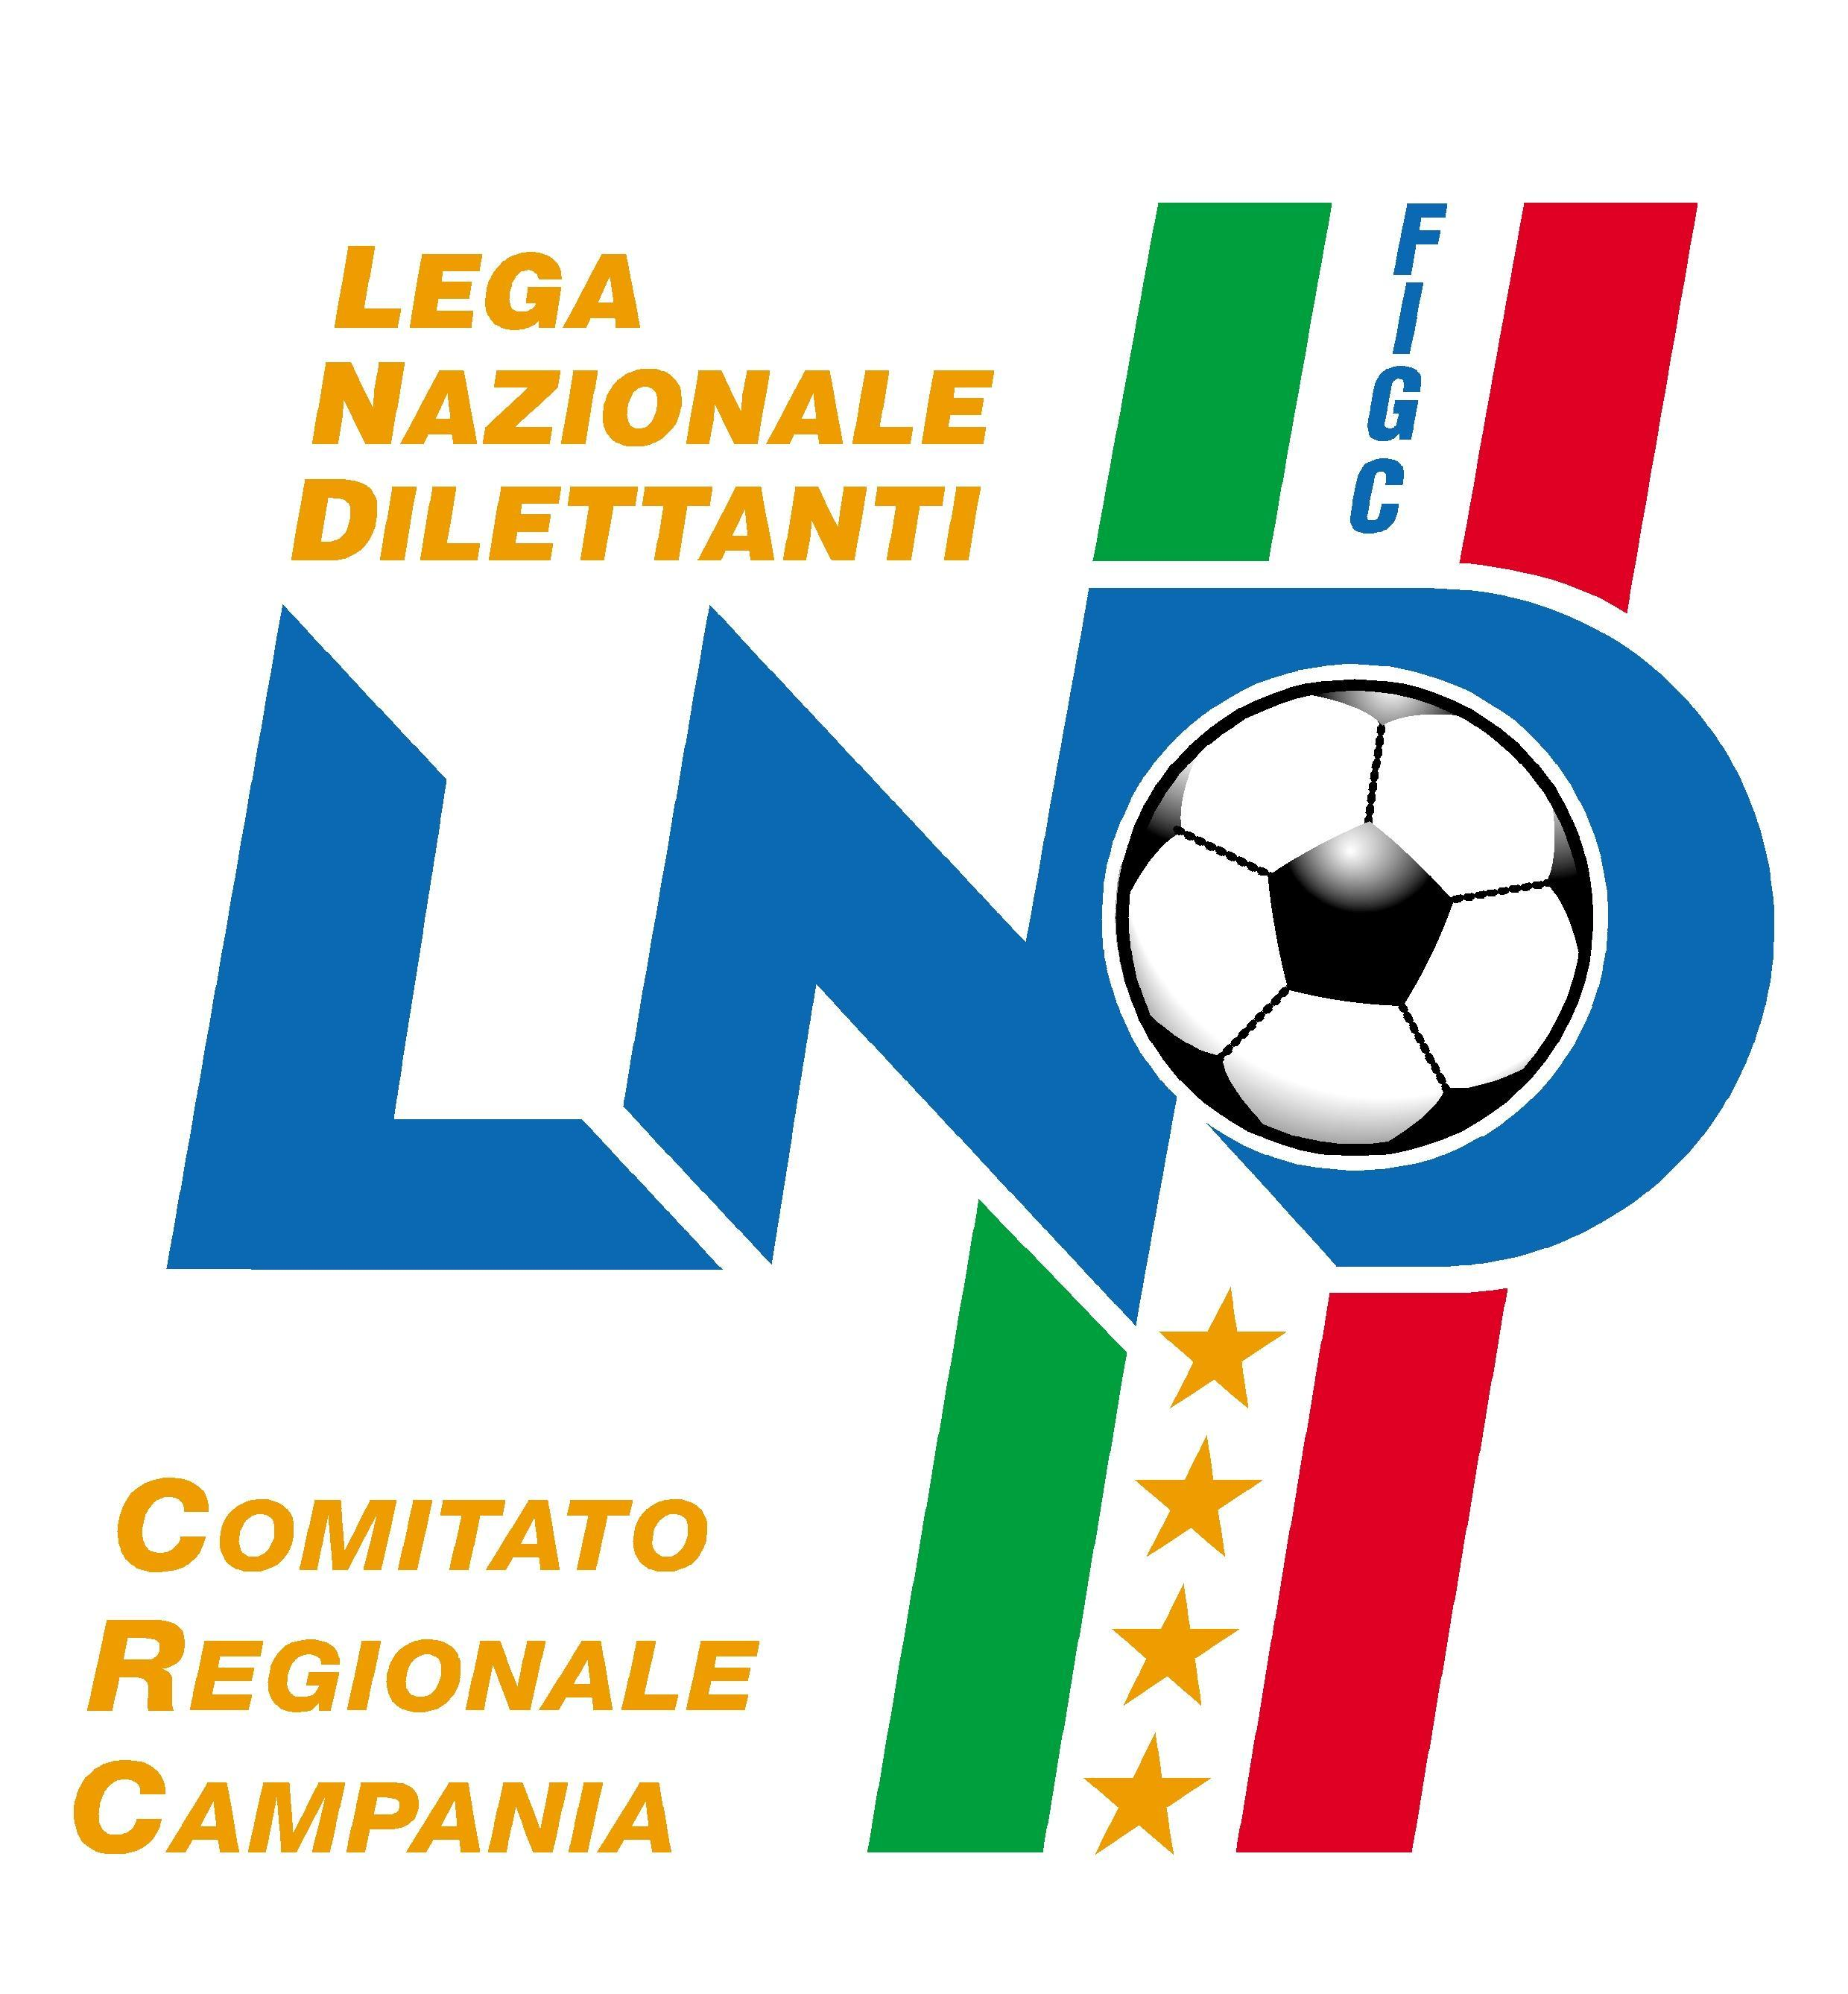 LEGA
NAZIONALE
DILETTANTI
FIGC
LND
COMITATO
REGIONALE
CAMPANIA